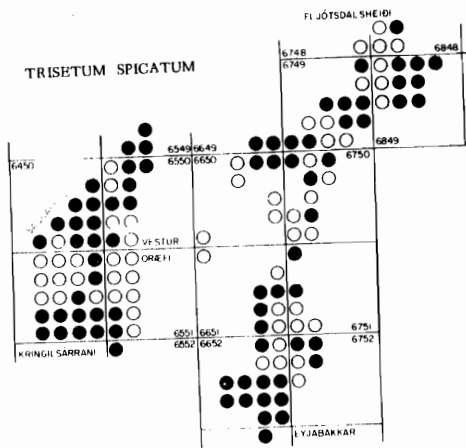 FLJÓTSDALSHEIÐI
6748 6848
6749
TRISETUM SPICATUM
6549 6649 6849
6450 6550 6650 6750
VESTUR
ÖRÆFI
6551 6651 6751
6552 6652 6752
KRINGILSÁRRANI
EYJABAKKAR